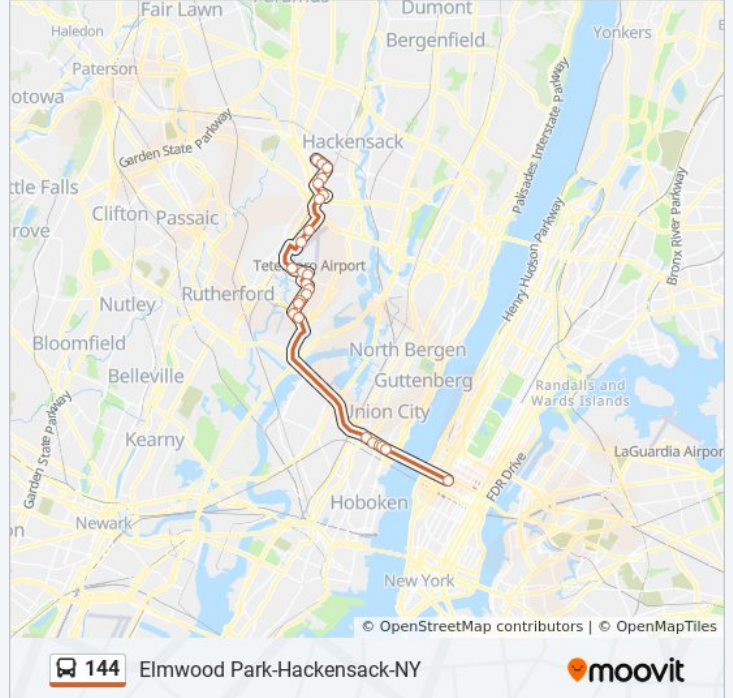 Fair Lawn
Paramus
Dumont
Haledon
Bergenfield
Yonkers
Paterson
otowa
Hackensack
Garden State Parkway
Palisades Interstate Parkway
ttle Falls
Clifton
Passaic
rove
Bronx River Parkway
Henry Hudson Parkway
Teterboro Airport
Rutherford
Nutley
Bloomfield
North Bergen
Belleville
Guttenberg
Randalls and
Wards Islands
Union City
Kearny
Garden State Parkway
LaGuardia Airpor
FDR Drive
Hoboken
Newark
on
New York
© OpenStreetMap contributors | © OpenMapTiles
144 Elmwood Park-Hackensack-NY
moovit